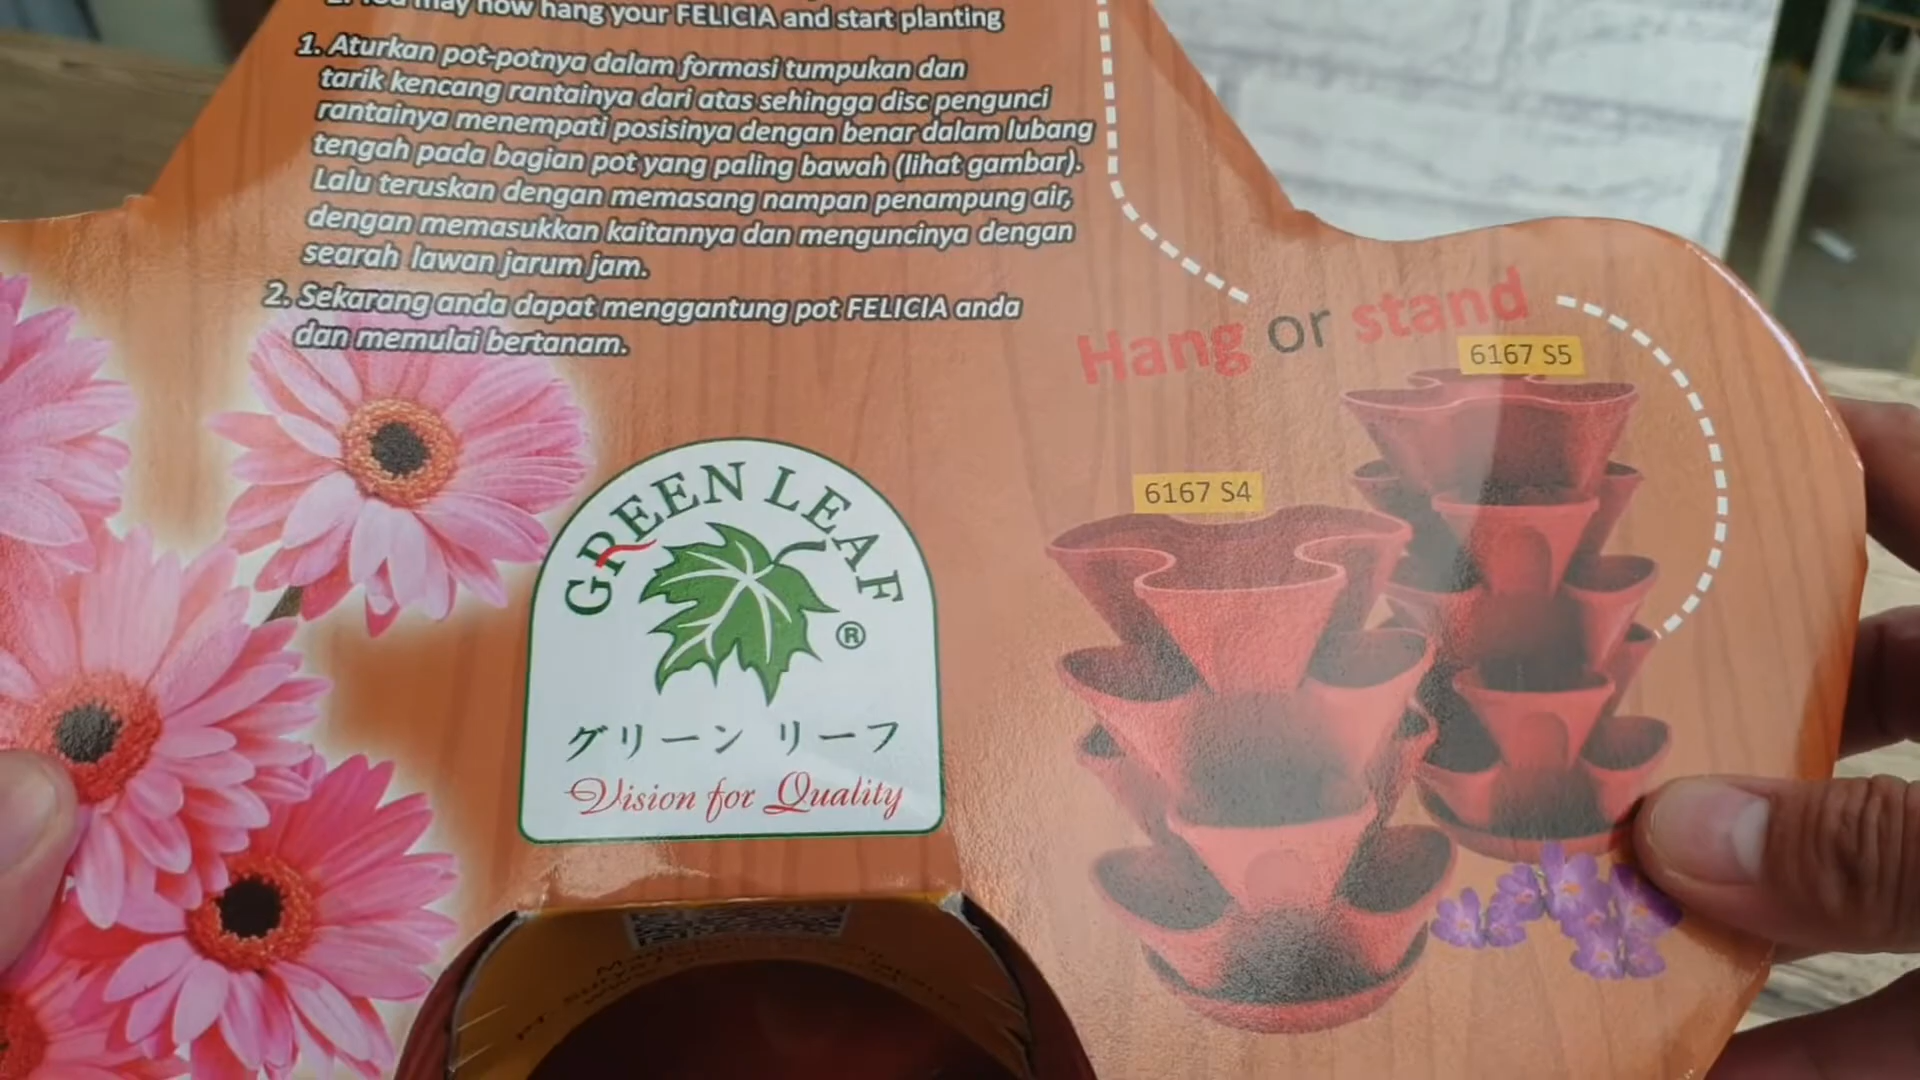 2. You may now hang your FELICIA and start planting
1. Aturkan pot-potnya dalam formasi tumpukan dan
tarik kencang rantainya dari atas sehingga disc pengunci
rantainya menempati posisinya dengan benar dalam lubang
tengah pada bagian pot yang paling bawah (lihat gambar).
Lalu teruskan dengan memasang nampan penampung air,
dengan memasukkan kaitannya dan menguncinya dengan
searah lawan jarum jam.
2. Sekarang anda dapat menggantung pot FELICIA anda
dan memulai bertanam.
Hang or stand
6167 S5
6167 S4
GREEN LEAF
®
グリーン リーフ
Vision for Quality